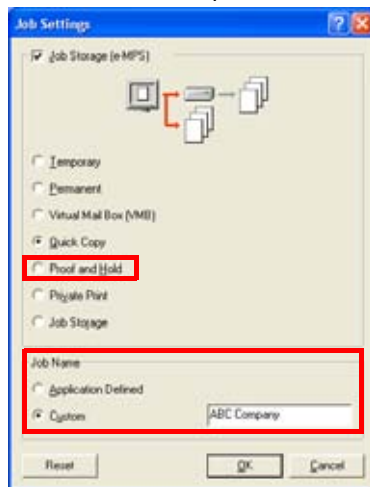 Job Settings
Job Storage (e-MPS)
Temporary
Permanent
Virtual Mail Box (VMB)
Quick Copy
Proof and Hold
Private Print
Job Storage
Job Name
Application Defined
Custom ABC Company
Reset OK Cancel